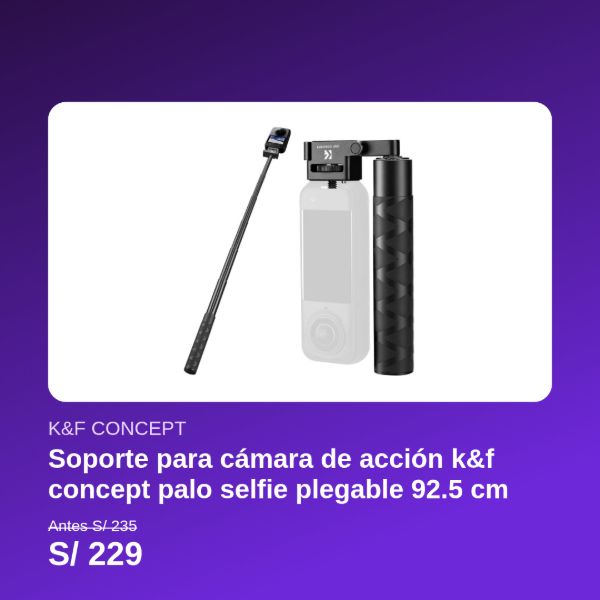 K&F CONCEPT
Soporte para cámara de acción k&f
concept palo selfie plegable 92.5 cm
Antes S/ 235
S/ 229